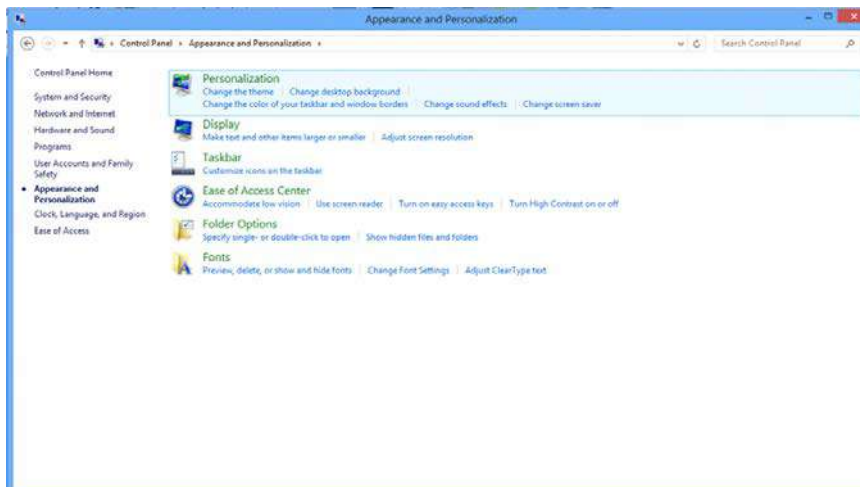 Appearance and Personalization
Control Panel Appearance and Personalization
Search Control Panel
Control Panel Home
System and Security
Network and Internet
Hardware and Sound
Programs
User Accounts and Family
Safety
Appearance and
Personalization
Clock, Language, and Region
Ease of Access
Personalization
Change the theme Change desktop background
Change the color of your taskbar and window borders Change sound effects Change screen saver
Display
Make text and other items larger or smaller Adjust screen resolution
Taskbar
Customize icons on the taskbar
Ease of Access Center
Accommodate low vision Use screen reader Turn on easy access keys Turn High Contrast on or off
Folder Options
Specify single- or double-click to open Show hidden files and folders
Fonts
Preview, delete, or show and hide fonts Change Font Settings Adjust ClearType text